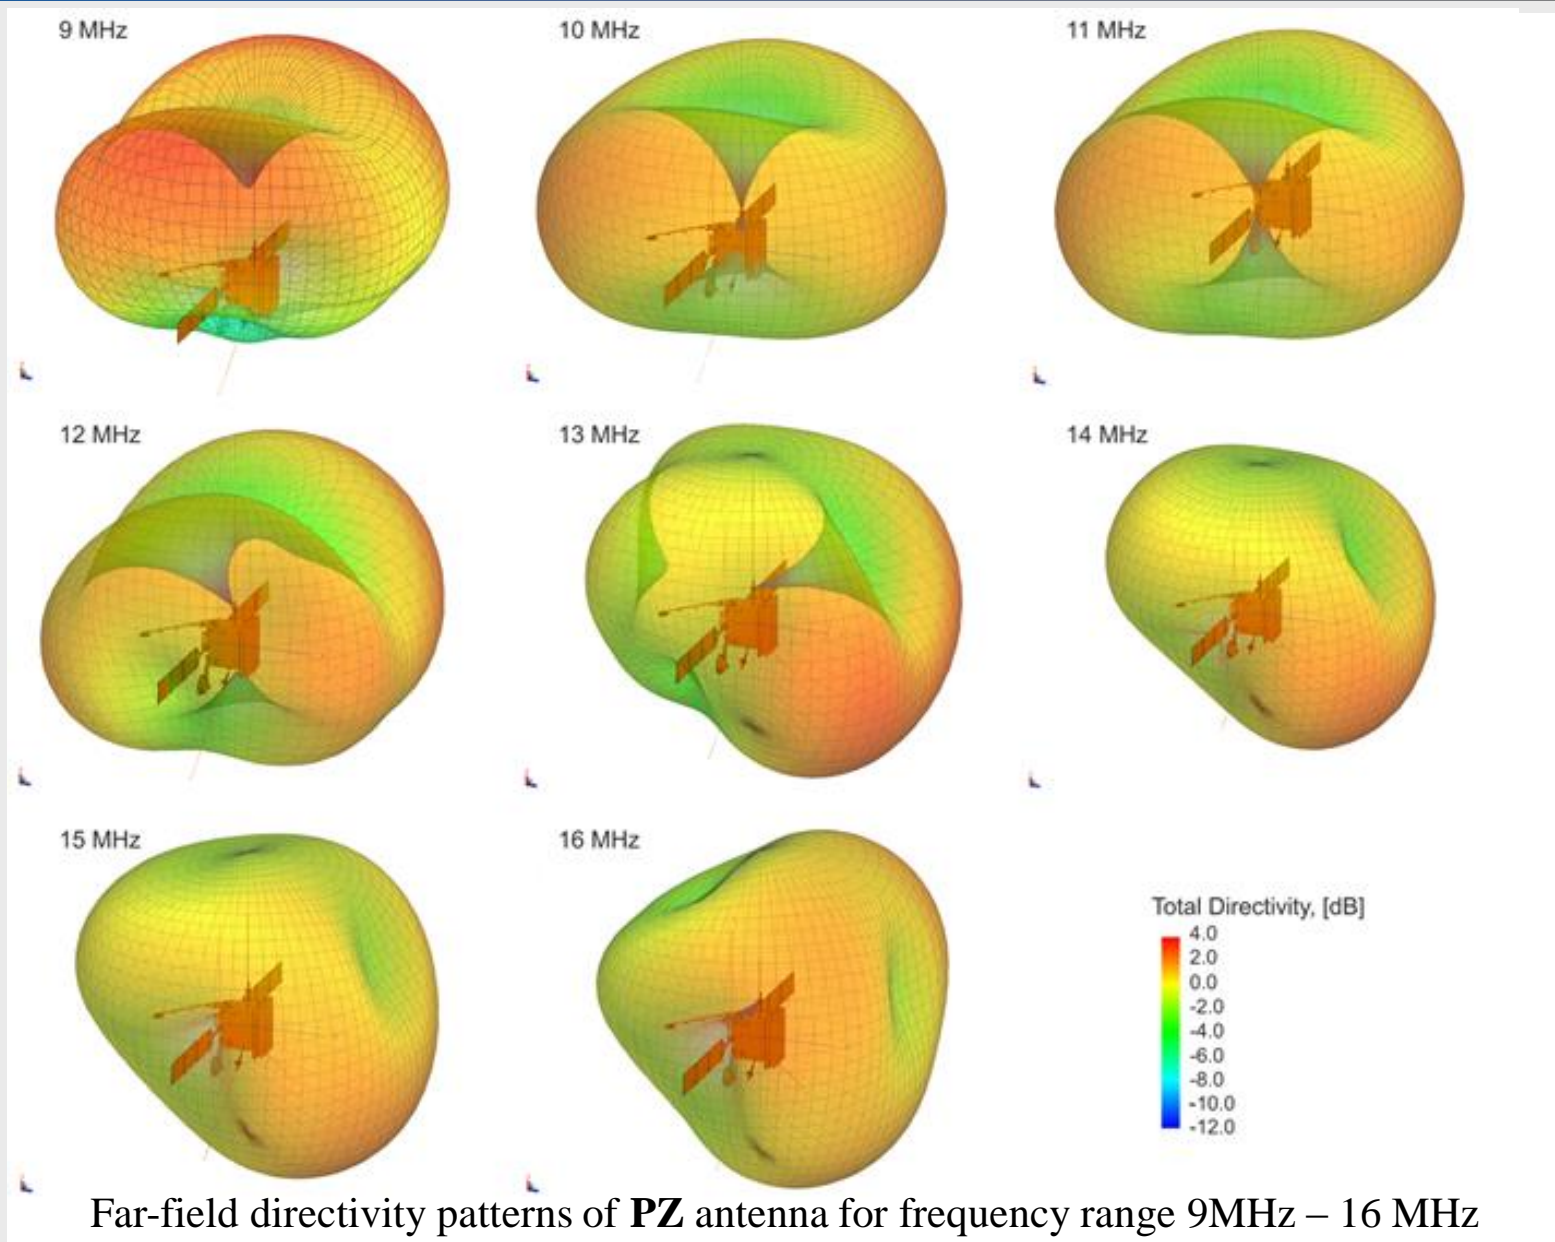 9 MHz
10 MHz
11 MHz
12 MHz
13 MHz
14 MHz
15 MHz
16 MHz
Total Directivity, [dB]
4.0
2.0
0.0
-2.0
-4.0
-6.0
-8.0
-10.0
-12.0
Far-field directivity patterns of PZ antenna for frequency range 9MHz – 16 MHz